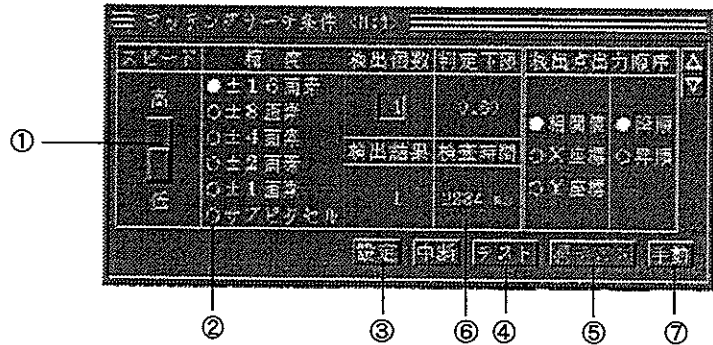 マッチングサーチ条件
スピード 精度 検出個数 判定下限 検出点出力順序
高
低
±16画素
±8画素
±4画素
±2画素
±1画素
サブピクセル
1
検出結果 検査時間
1 9284 ms
相関値
X座標
Y座標
降順
昇順
設定 中断 テスト 手動
① ② ③ ⑥ ④ ⑤ ⑦